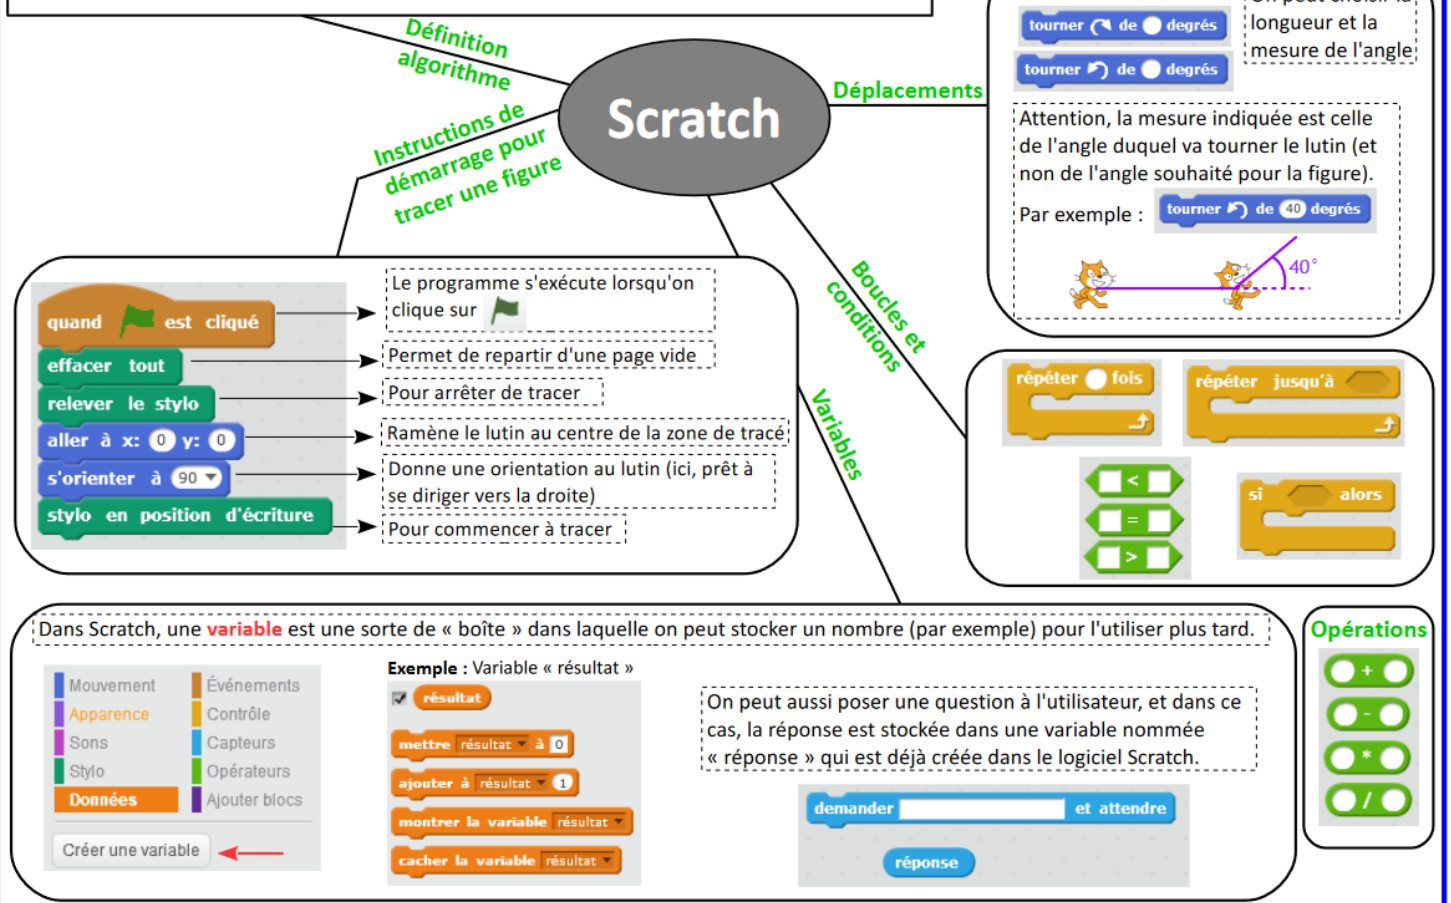 Définition
algorithme
Scratch
Instructions de
démarrage pour
tracer une figure
Déplacements
tourner de degrés
tourner de degrés
longueur et la
mesure de l'angle
Attention, la mesure indiquée est celle
de l'angle duquel va tourner le lutin (et
non de l'angle souhaité pour la figure).
Par exemple :
tourner de 40 degrés
40°
Boucles et
conditions
Variables
quand est cliqué
effacer tout
relever le stylo
aller à x: 0 y: 0
s'orienter à 90
stylo en position d'écriture
Le programme s'exécute lorsqu'on
clique sur
Permet de repartir d'une page vide
Pour arrêter de tracer
Ramène le lutin au centre de la zone de tracé
Donne une orientation au lutin (ici, prêt à
se diriger vers la droite)
Pour commencer à tracer
répéter fois
répéter jusqu'à
<
=
>
si alors
Dans Scratch, une variable est une sorte de « boîte » dans laquelle on peut stocker un nombre (par exemple) pour l'utiliser plus tard.
Mouvement
Apparence
Sons
Stylo
Données
Événements
Contrôle
Capteurs
Opérateurs
Ajouter blocs
Créer une variable
Exemple : Variable « résultat »
résultat
mettre résultat à 0
ajouter à résultat 1
montrer la variable résultat
cacher la variable résultat
On peut aussi poser une question à l'utilisateur, et dans ce
cas, la réponse est stockée dans une variable nommée
« réponse » qui est déjà créée dans le logiciel Scratch.
demander et attendre
réponse
Opérations
+
-
*
/